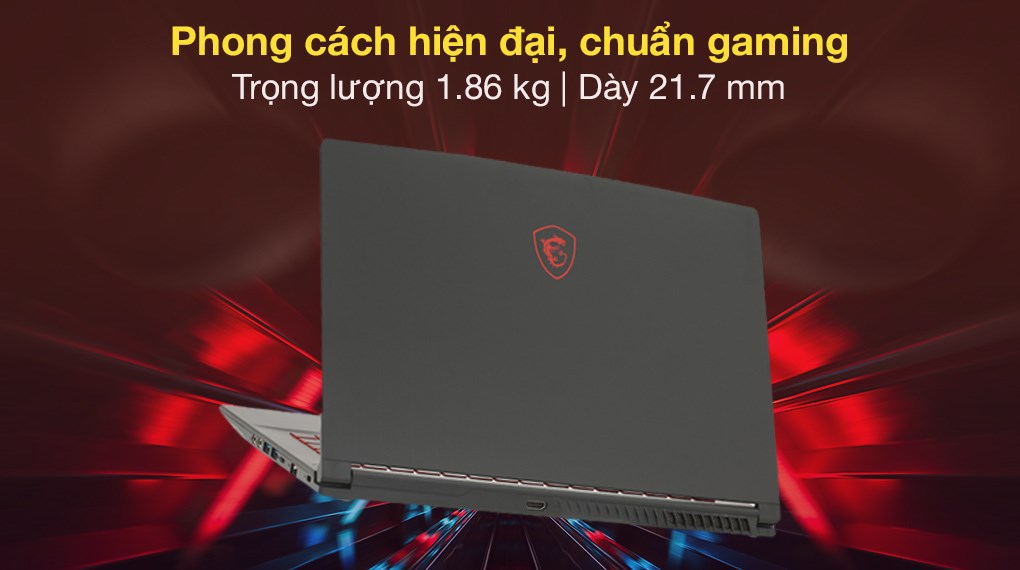 Phong cách hiện đại, chuẩn gaming
Trọng lượng 1.86 kg | Dày 21.7 mm